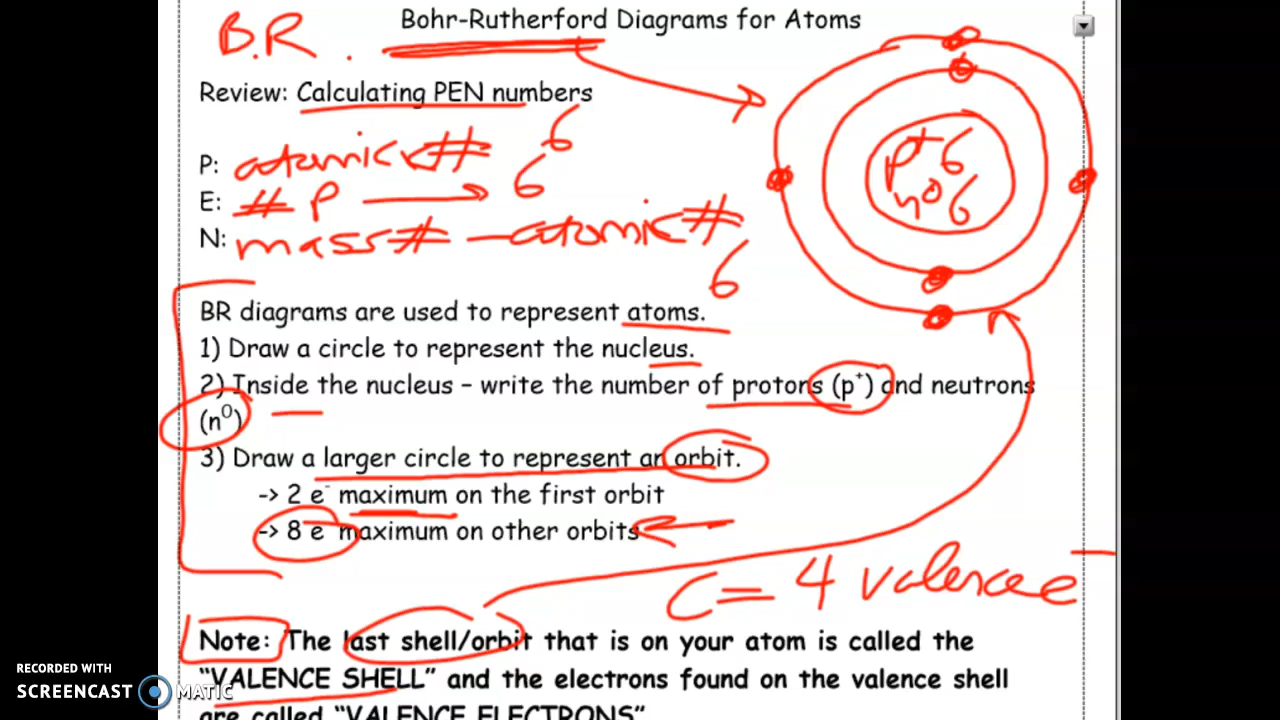 Bohr-Rutherford Diagrams for Atoms
B.R.
Review: Calculating PEN numbers
P: atomic # 6
E: # P → 6
N: mass # - atomic #
6
p+ 6
n0 6
BR diagrams are used to represent atoms.
1) Draw a circle to represent the nucleus.
2) Inside the nucleus – write the number of protons (p⁺) and neutrons
(n⁰)
3) Draw a larger circle to represent an orbit.
-> 2 e⁻ maximum on the first orbit
-> 8 e⁻ maximum on other orbits
C = 4 valence e⁻
Note: The last shell/orbit that is on your atom is called the
“VALENCE SHELL” and the electrons found on the valence shell
are called “VALENCE ELECTRONS”
RECORDED WITH
SCREENCAST MATIC